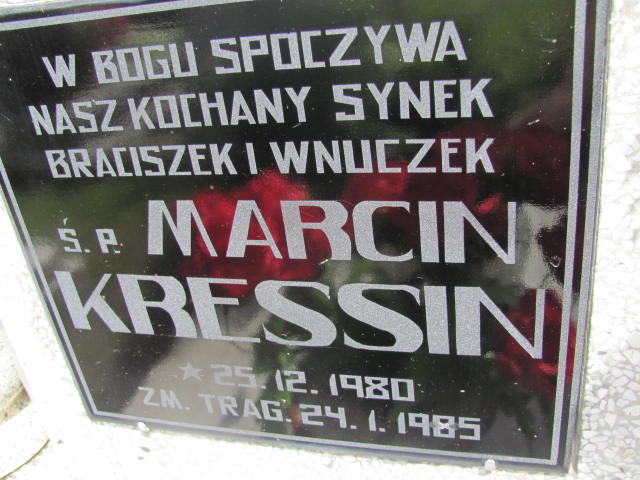 W BOGU SPOCZYWA
NASZ KOCHANY SYNEK
BRACISZEK I WNUCZEK
Ś. P. MARCIN
KRESSIN
* 25. 12. 1980
ZM. TRAG. 24. 1. 1985